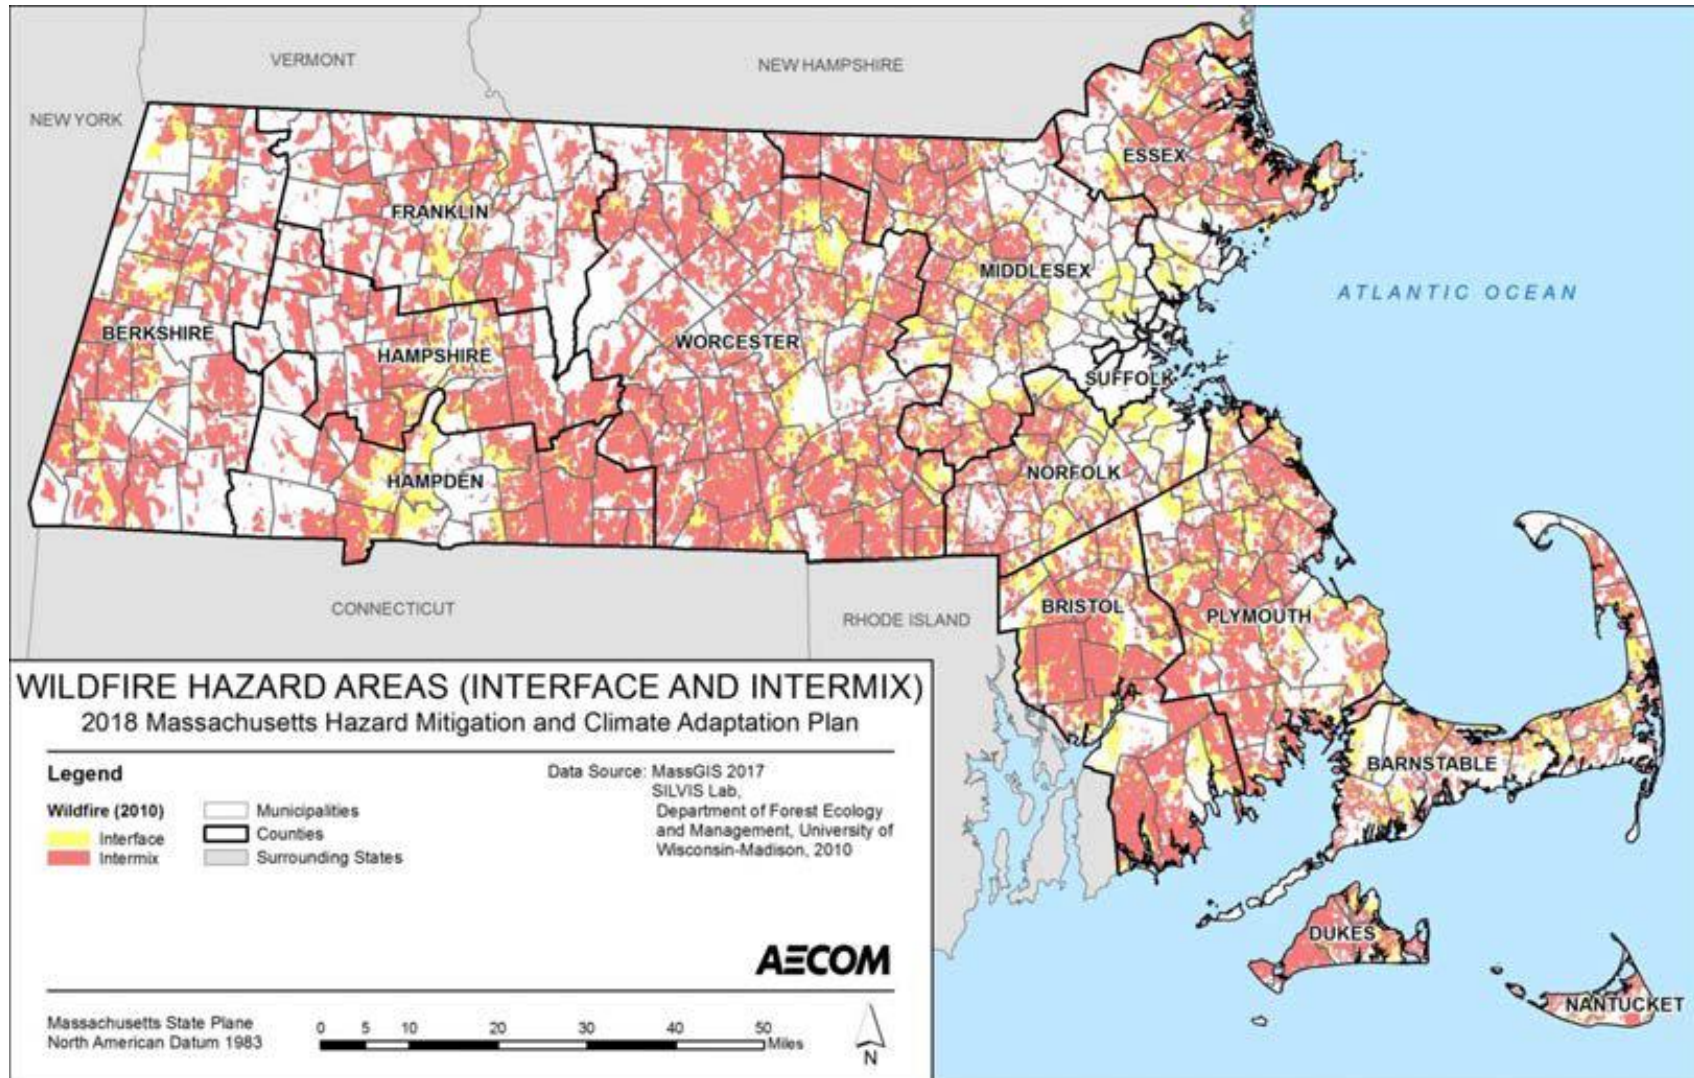 VERMONT
NEW HAMPSHIRE
NEW YORK
ESSEX
FRANKLIN
MIDDLESEX
ATLANTIC OCEAN
BERKSHIRE
HAMPSHIRE
WORCESTER
SUFFOLK
HAMPDEN
NORFOLK
CONNECTICUT
RHODE ISLAND
BRISTOL
PLYMOUTH
BARNSTABLE
DUKES
NANTUCKET
WILDFIRE HAZARD AREAS (INTERFACE AND INTERMIX)
2018 Massachusetts Hazard Mitigation and Climate Adaptation Plan
Legend
Wildfire (2010)
Interface
Intermix
Municipalities
Counties
Surrounding States
Data Source: MassGIS 2017
SILVIS Lab,
Department of Forest Ecology
and Management, University of
Wisconsin-Madison, 2010
AECOM
Massachusetts State Plane
North American Datum 1983
0 5 10 20 30 40 50
Miles
N